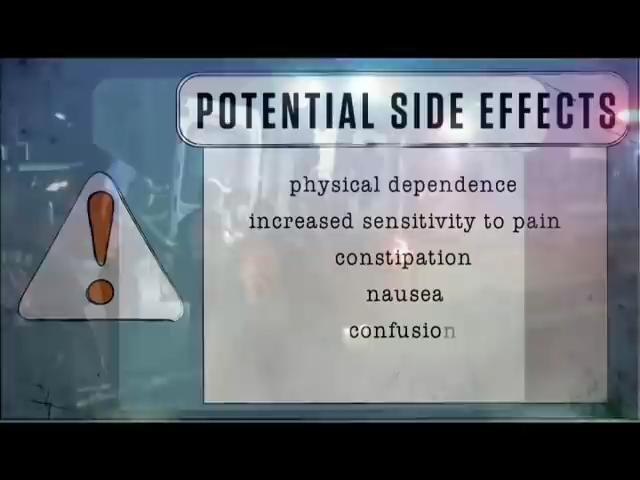 POTENTIAL SIDE EFFECTS
physical dependence
increased sensitivity to pain
constipation
nausea
confusion